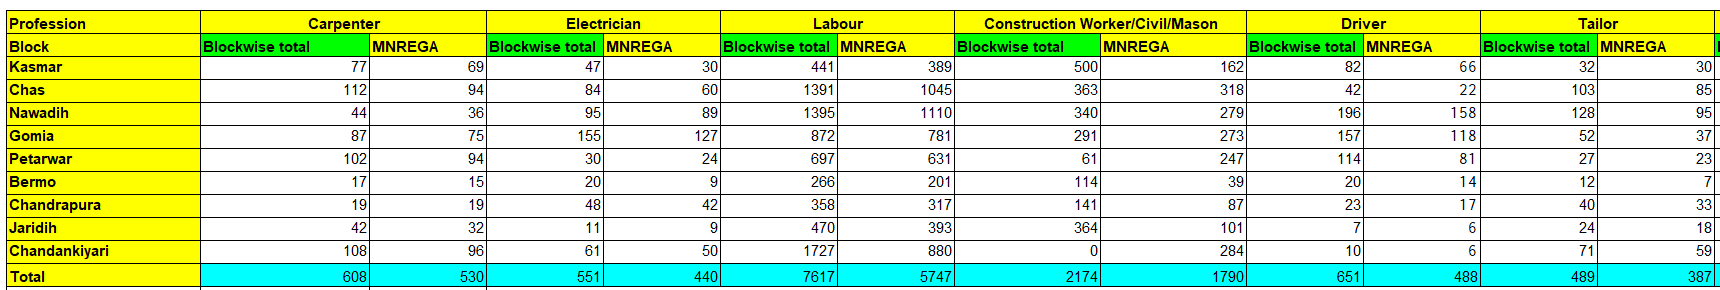 Profession Carpenter Electrician Labour Construction Worker/Civil/Mason Driver Tailor
Block Blockwise total MNREGA Blockwise total MNREGA Blockwise total MNREGA Blockwise total MNREGA Blockwise total MNREGA Blockwise total MNREGA
Kasmar 77 69 47 30 441 389 500 162 82 66 32 30
Chas 112 94 84 60 1391 1045 363 318 42 22 103 85
Nawadih 44 36 95 89 1395 1110 340 279 196 158 128 95
Gomia 87 75 155 127 872 781 291 273 157 118 52 37
Petarwar 102 94 30 24 697 631 61 247 114 81 27 23
Bermo 17 15 20 9 266 201 114 39 20 14 12 7
Chandrapura 19 19 48 42 358 317 141 87 23 17 40 33
Jaridih 42 32 11 9 470 393 364 101 7 6 24 18
Chandankiyari 108 96 61 50 1727 880 0 284 10 6 71 59
Total 608 530 551 440 7617 5747 2174 1790 651 488 489 387